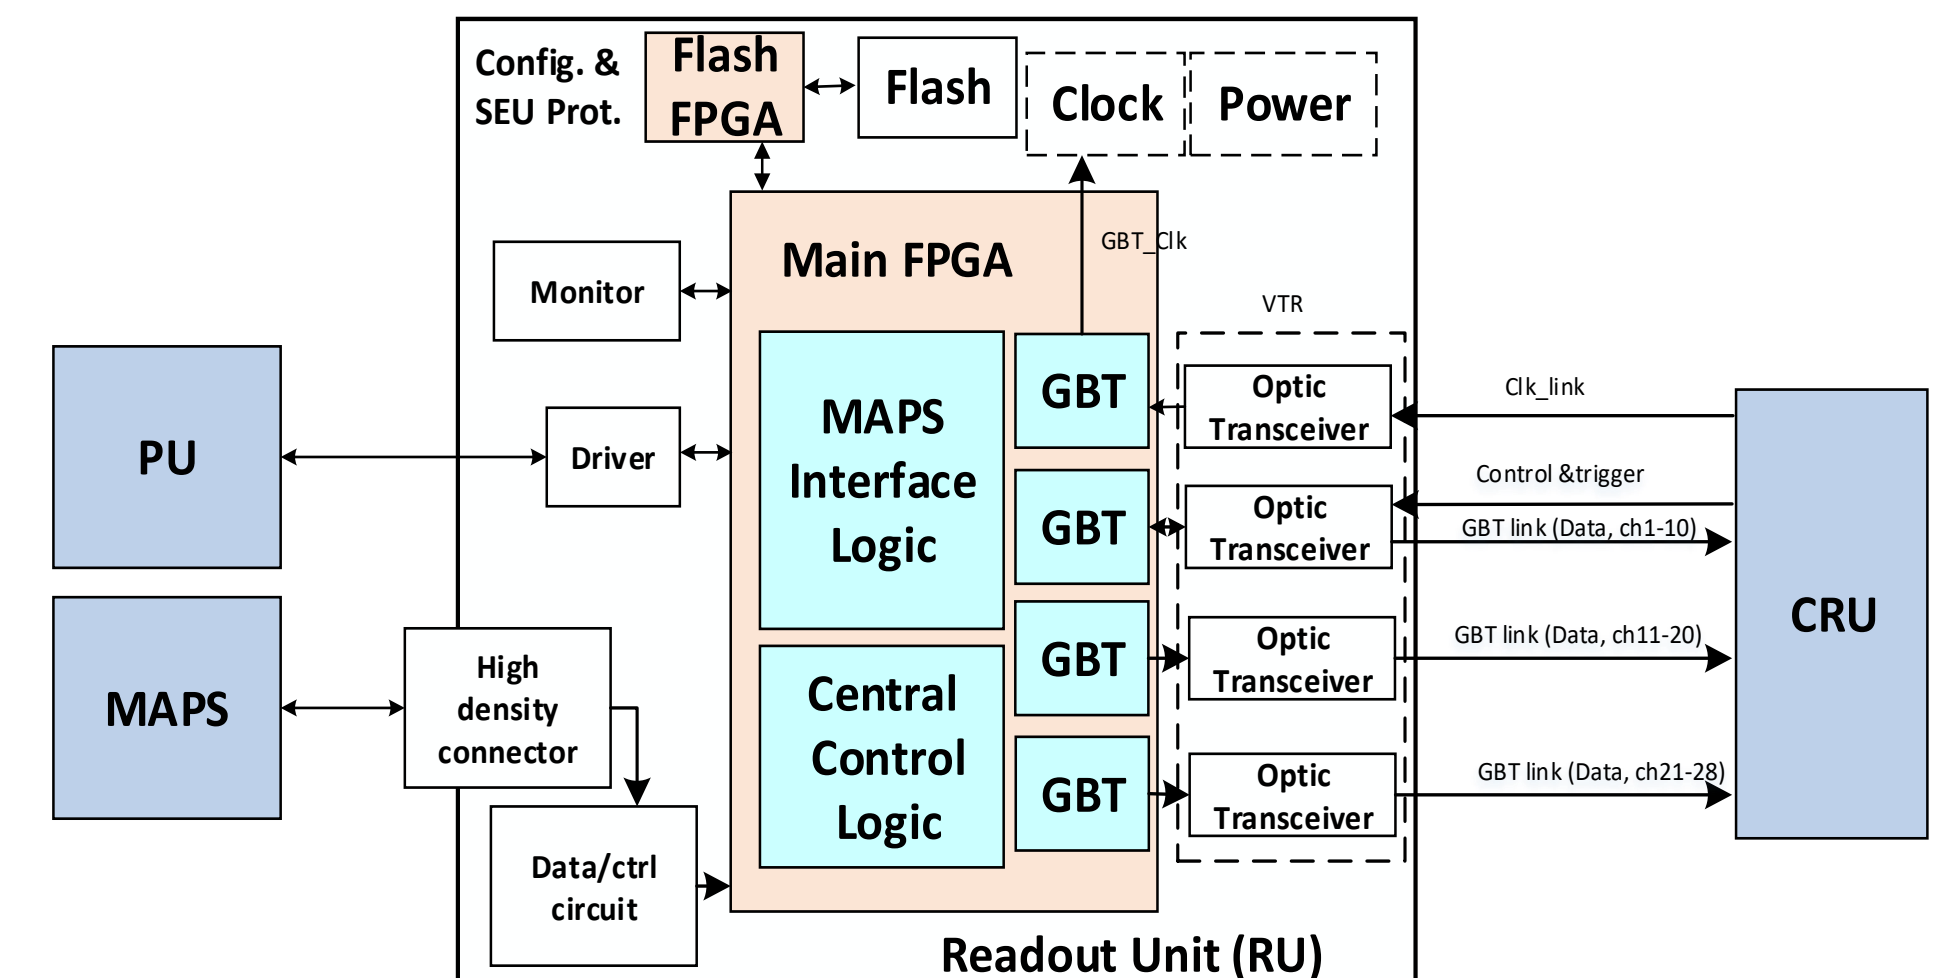 Config. &
SEU Prot.
Flash
FPGA
Flash
Clock
Power
GBT_Clk
Main FPGA
Monitor
VTR
PU
Driver
MAPS
Interface
Logic
GBT
Optic
Transceiver
Clk_link
GBT
Optic
Transceiver
Control &trigger
GBT link (Data, ch1-10)
CRU
MAPS
High
density
connector
Central
Control
Logic
GBT
Optic
Transceiver
GBT link (Data, ch11-20)
GBT
Optic
Transceiver
GBT link (Data, ch21-28)
Data/ctrl
circuit
Readout Unit (RU)